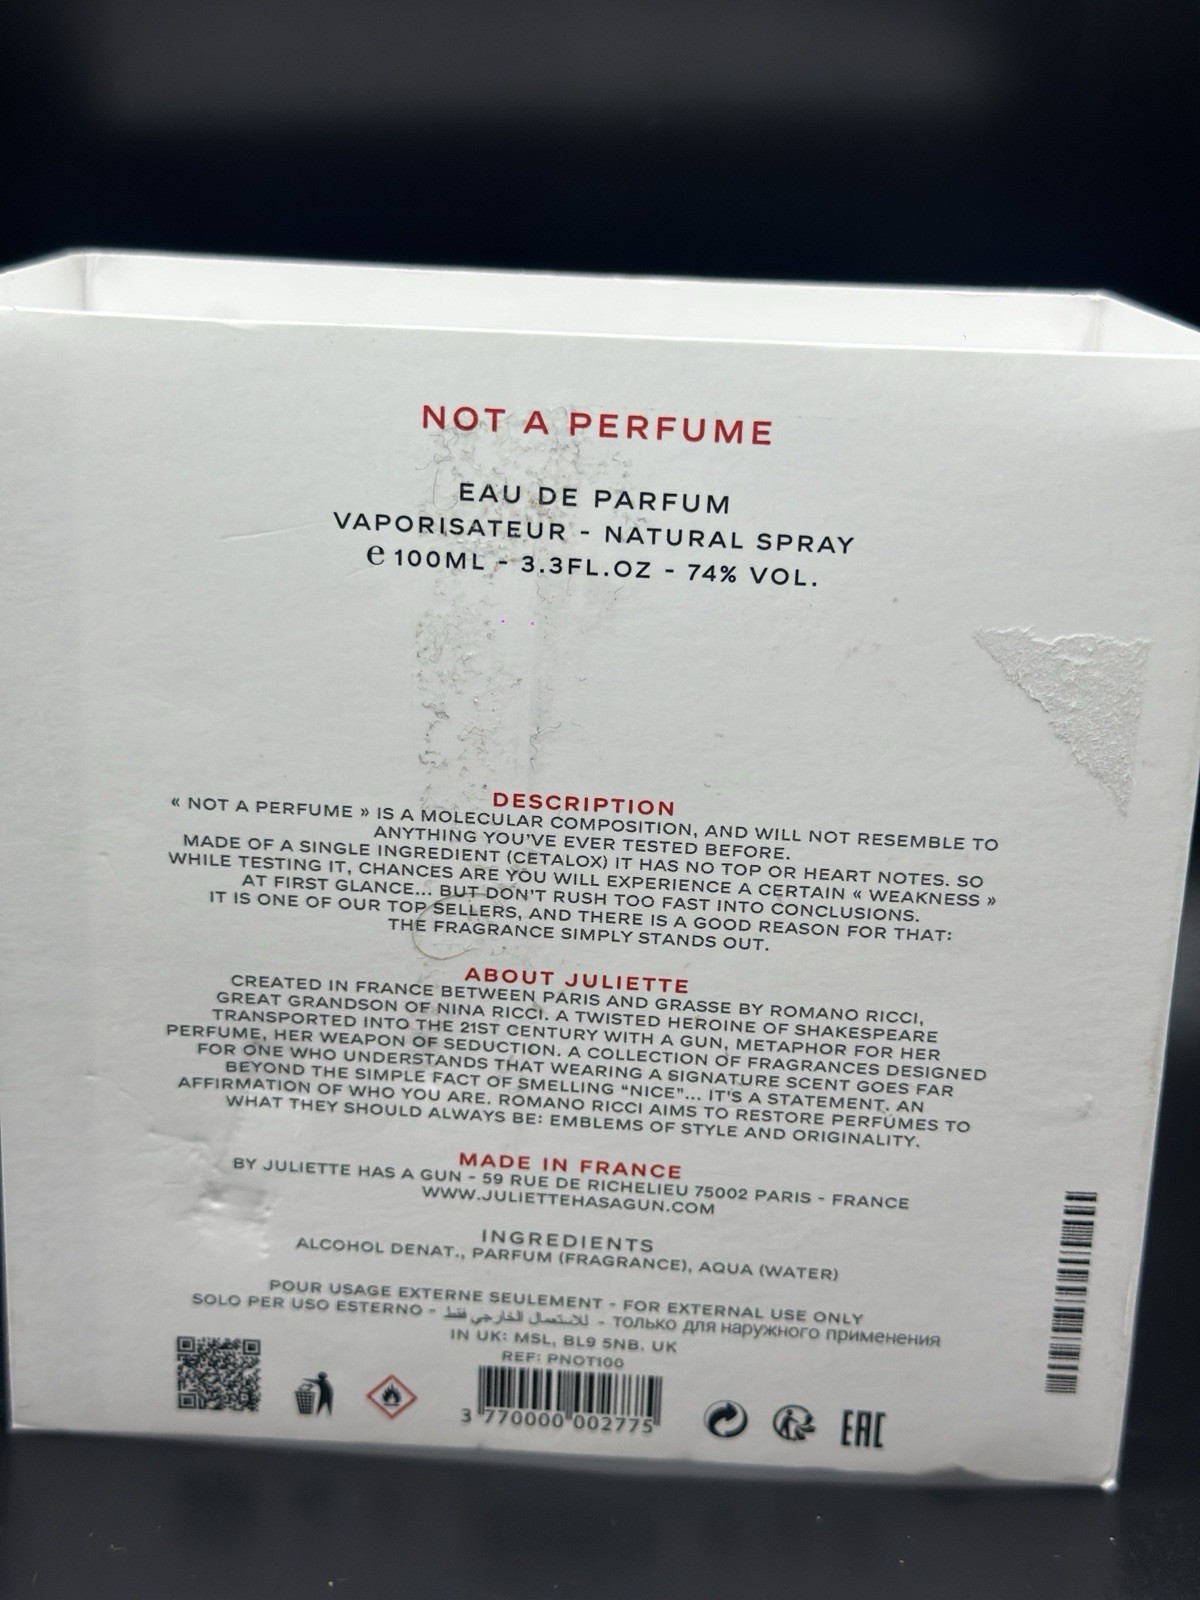 NOT A PERFUME
EAU DE PARFUM
VAPORISATEUR - NATURAL SPRAY
℮ 100ML - 3.3FL.OZ - 74% VOL.
DESCRIPTION
« NOT A PERFUME » IS A MOLECULAR COMPOSITION, AND WILL NOT RESEMBLE TO
ANYTHING YOU'VE EVER TESTED BEFORE.
MADE OF A SINGLE INGREDIENT (CETALOX) IT HAS NO TOP OR HEART NOTES. SO
WHILE TESTING IT, CHANCES ARE YOU WILL EXPERIENCE A CERTAIN « WEAKNESS »
AT FIRST GLANCE... BUT DON'T RUSH TOO FAST INTO CONCLUSIONS.
IT IS ONE OF OUR TOP SELLERS, AND THERE IS A GOOD REASON FOR THAT:
THE FRAGRANCE SIMPLY STANDS OUT.
ABOUT JULIETTE
CREATED IN FRANCE BETWEEN PARIS AND GRASSE BY ROMANO RICCI,
GREAT GRANDSON OF NINA RICCI. A TWISTED HEROINE OF SHAKESPEARE
TRANSPORTED INTO THE 21ST CENTURY WITH A GUN, METAPHOR FOR HER
PERFUME, HER WEAPON OF SEDUCTION. A COLLECTION OF FRAGRANCES DESIGNED
FOR ONE WHO UNDERSTANDS THAT WEARING A SIGNATURE SCENT GOES FAR
BEYOND THE SIMPLE FACT OF SMELLING “NICE”... IT'S A STATEMENT. AN
AFFIRMATION OF WHO YOU ARE. ROMANO RICCI AIMS TO RESTORE PERFUMES TO
WHAT THEY SHOULD ALWAYS BE: EMBLEMS OF STYLE AND ORIGINALITY.
MADE IN FRANCE
BY JULIETTE HAS A GUN - 59 RUE DE RICHELIEU 75002 PARIS - FRANCE
WWW.JULIETTEHASAGUN.COM
INGREDIENTS
ALCOHOL DENAT., PARFUM (FRAGRANCE), AQUA (WATER)
POUR USAGE EXTERNE SEULEMENT - FOR EXTERNAL USE ONLY
SOLO PER USO ESTERNO - للاستعمال الخارجي فقط - только для наружного применения
IN UK: MSL, BL9 5NB. UK
REF: PNOT100
3 770000 002775
EAC